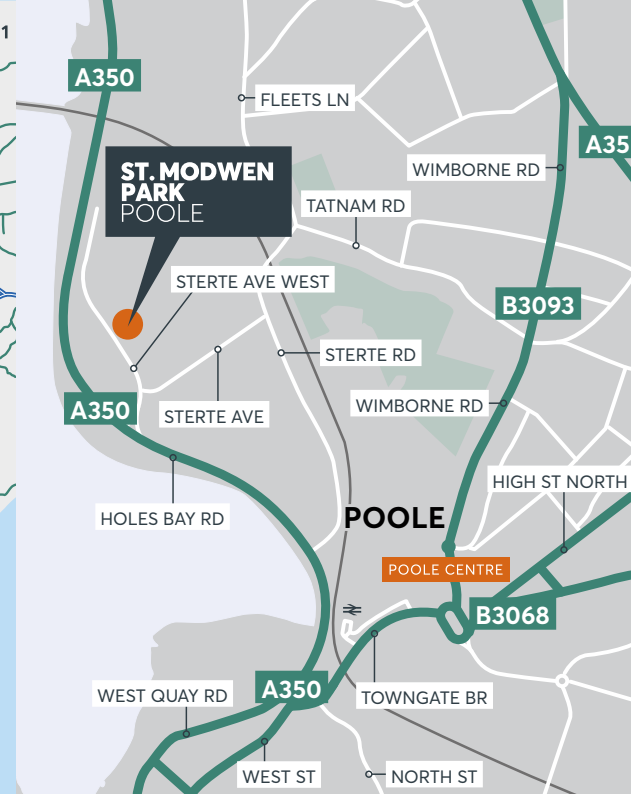 1
A350
FLEETS LN
A35
ST. MODWEN
PARK
POOLE
WIMBORNE RD
TATNAM RD
STERTE AVE WEST
B3093
STERTE RD
A350
STERTE AVE
WIMBORNE RD
HIGH ST NORTH
HOLES BAY RD
POOLE
POOLE CENTRE
B3068
A350
WEST QUAY RD
TOWNGATE BR
WEST ST
NORTH ST